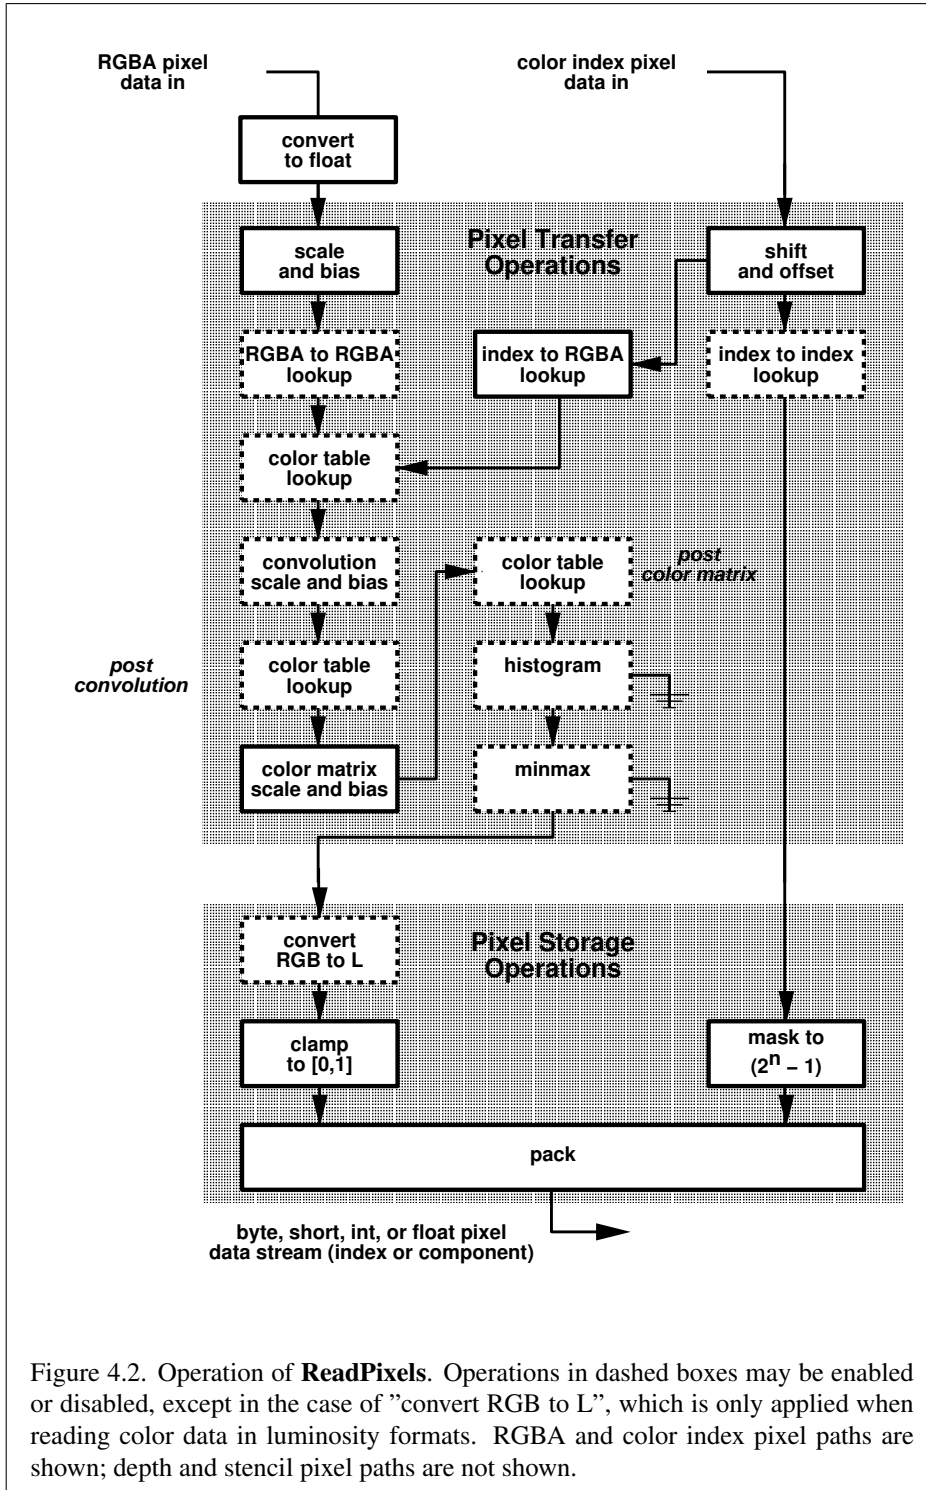 RGBA pixel
data in
color index pixel
data in
convert
to float
Pixel Transfer
Operations
scale
and bias
shift
and offset
RGBA to RGBA
lookup
index to RGBA
lookup
index to index
lookup
color table
lookup
convolution
scale and bias
color table
lookup
post
color matrix
post
convolution
color table
lookup
histogram
color matrix
scale and bias
minmax
convert
RGB to L
Pixel Storage
Operations
clamp
to [0,1]
mask to
(2^n − 1)
pack
byte, short, int, or float pixel
data stream (index or component)
Figure 4.2. Operation of ReadPixels. Operations in dashed boxes may be enabled
or disabled, except in the case of ”convert RGB to L”, which is only applied when
reading color data in luminosity formats. RGBA and color index pixel paths are
shown; depth and stencil pixel paths are not shown.